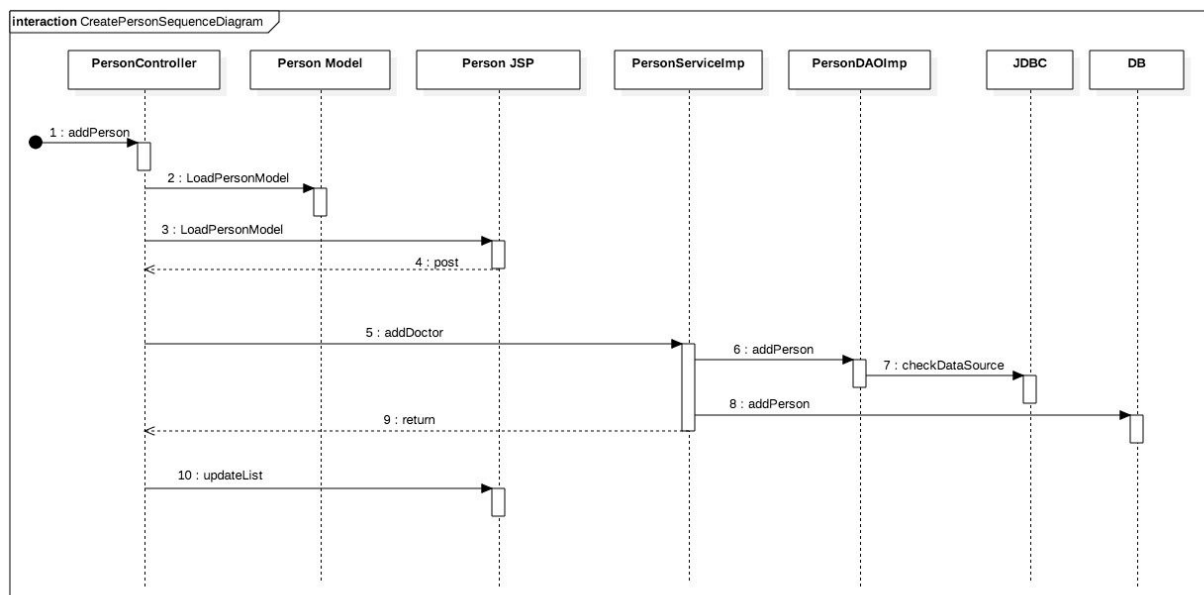 interaction CreatePersonSequenceDiagram
PersonController
Person Model
Person JSP
PersonServiceImp
PersonDAOImp
JDBC
DB
1 : addPerson
2 : LoadPersonModel
3 : LoadPersonModel
4 : post
5 : addDoctor
6 : addPerson
7 : checkDataSource
8 : addPerson
9 : return
10 : updateList